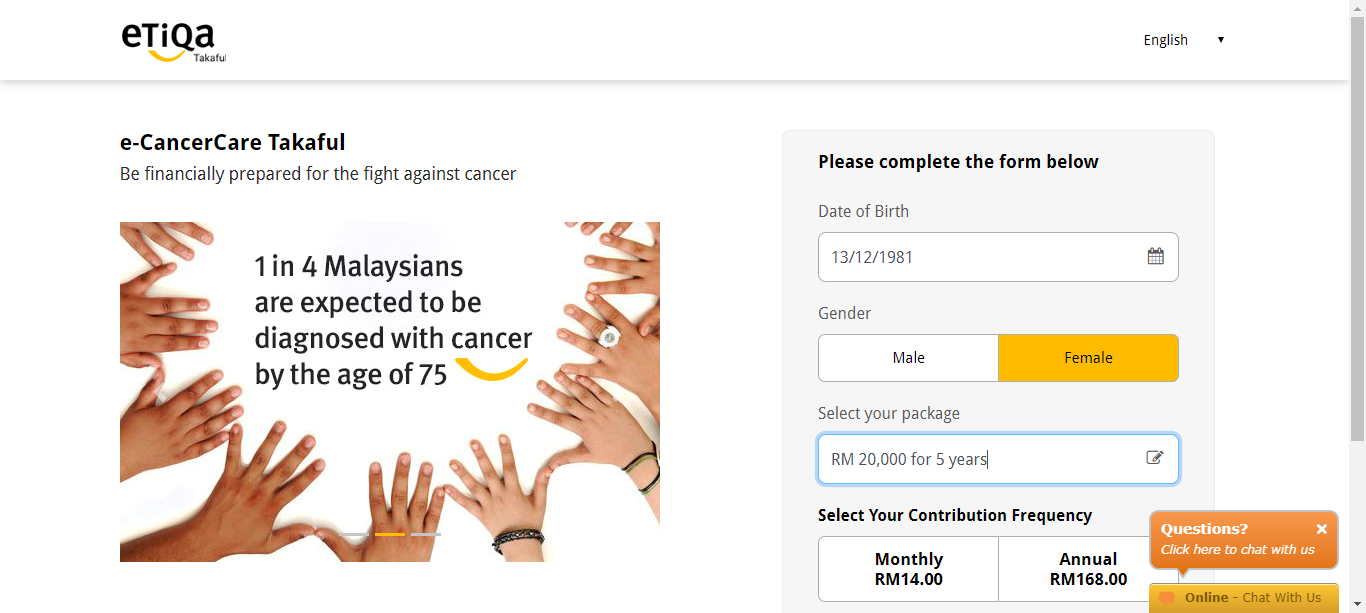 eTiQa
Takaful
English
e-CancerCare Takaful
Be financially prepared for the fight against cancer
1 in 4 Malaysians
are expected to be
diagnosed with cancer
by the age of 75
Please complete the form below
Date of Birth
13/12/1981
Gender
Male
Female
Select your package
RM 20,000 for 5 years
Select Your Contribution Frequency
Monthly
RM14.00
Annual
RM168.00
Questions?
Click here to chat with us
Online - Chat With Us